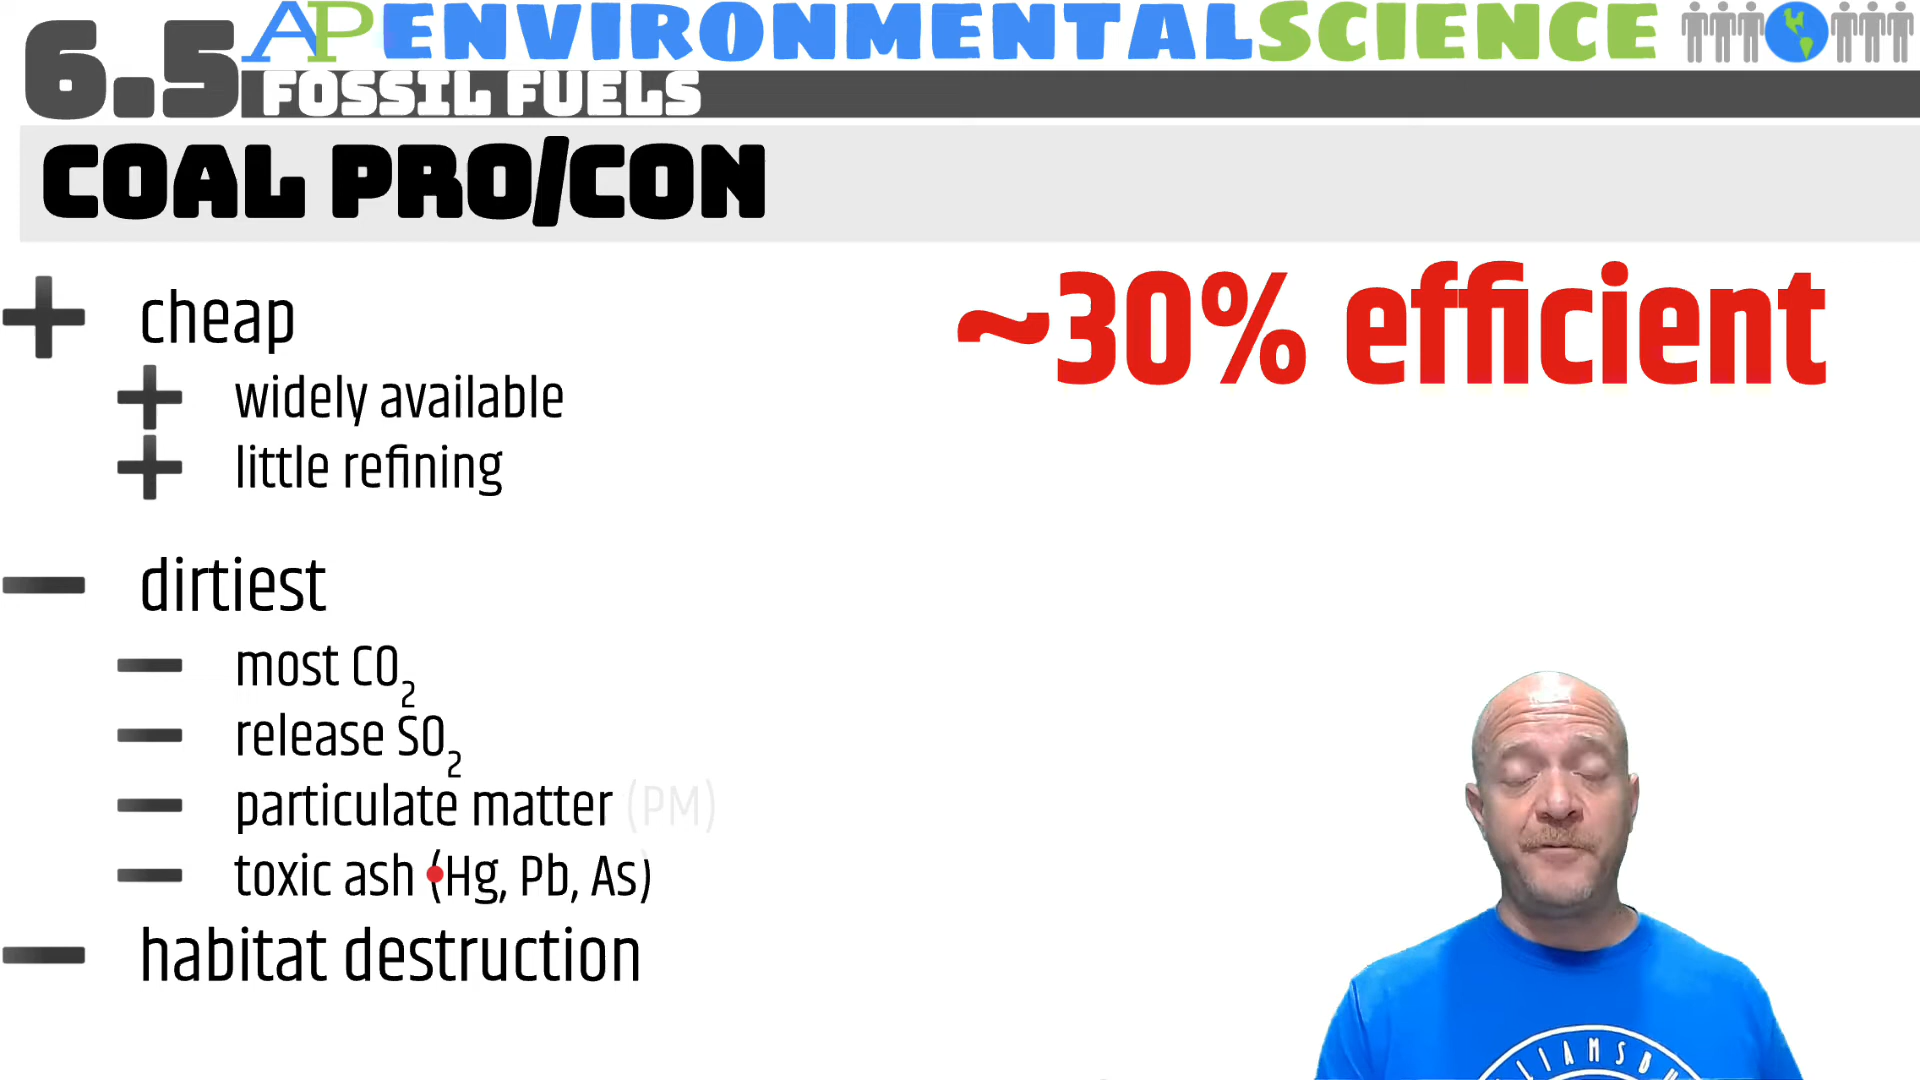 6.5
AP ENVIRONMENTAL SCIENCE
FOSSIL FUELS
COAL PRO/CON
+ cheap
+ widely available
+ little refining
~30% efficient
− dirtiest
− most CO₂
− release SO₂
− particulate matter (PM)
− toxic ash (Hg, Pb, As)
− habitat destruction